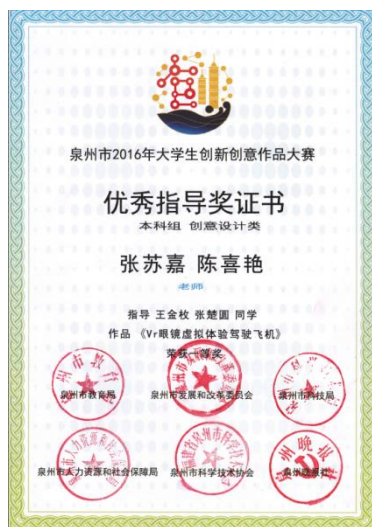 泉州市2016年大学生创新创意作品大赛
优秀指导奖证书
本科组 创意设计类
张苏嘉 陈喜艳
老师
指导 王金枚 张楚圆 同学
作品 《Vr眼镜虚拟体验驾驶飞机》
荣获一等奖
泉州市教育局
泉州市发展和改革委员会
泉州市科技局
泉州市人力资源和社会保障局
泉州市科学技术协会
泉州晚报社